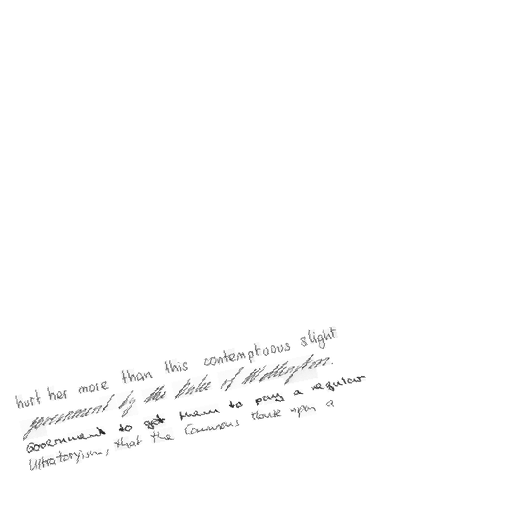 hurt her more than this contemptuous slight
government by the Duke of Wellington.
Government to get them to pay a regular
Ultratoryism, that the Commons House upon a